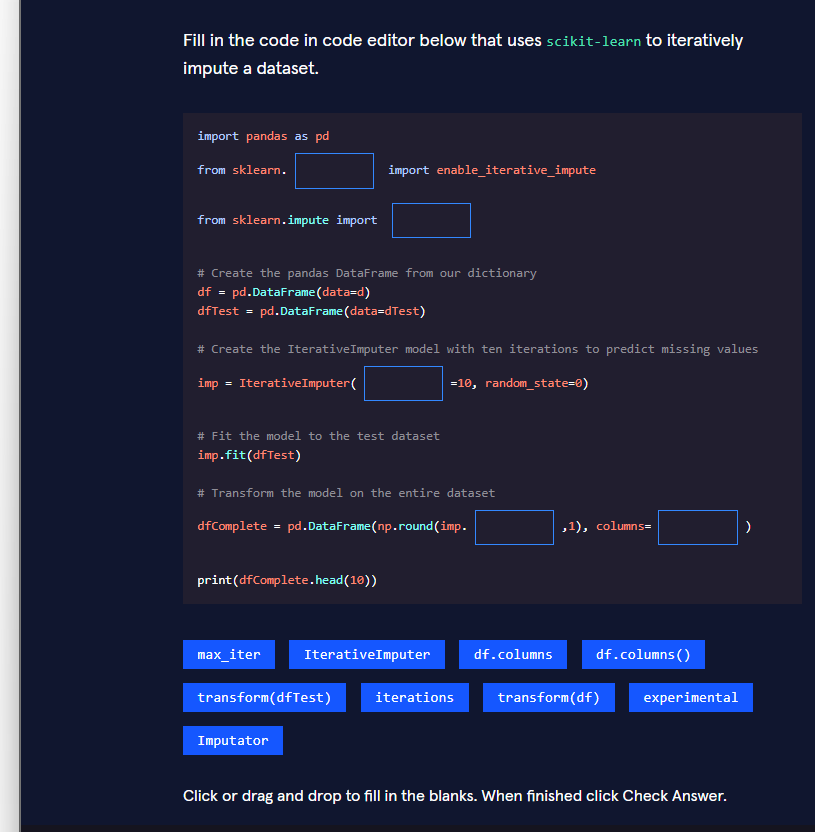 Fill in the code in code editor below that uses scikit-learn to iteratively
impute a dataset.
import pandas as pd
from sklearn. import enable_iterative_impute
from sklearn.impute import
# Create the pandas DataFrame from our dictionary
df = pd.DataFrame(data=d)
dfTest = pd.DataFrame(data=dTest)
# Create the IterativeImputer model with ten iterations to predict missing values
imp = IterativeImputer( =10, random_state=0)
# Fit the model to the test dataset
imp.fit(dfTest)
# Transform the model on the entire dataset
dfComplete = pd.DataFrame(np.round(imp. ,1), columns= )
print(dfComplete.head(10))
max_iter IterativeImputer df.columns df.columns()
transform(dfTest) iterations transform(df) experimental
Imputator
Click or drag and drop to fill in the blanks. When finished click Check Answer.